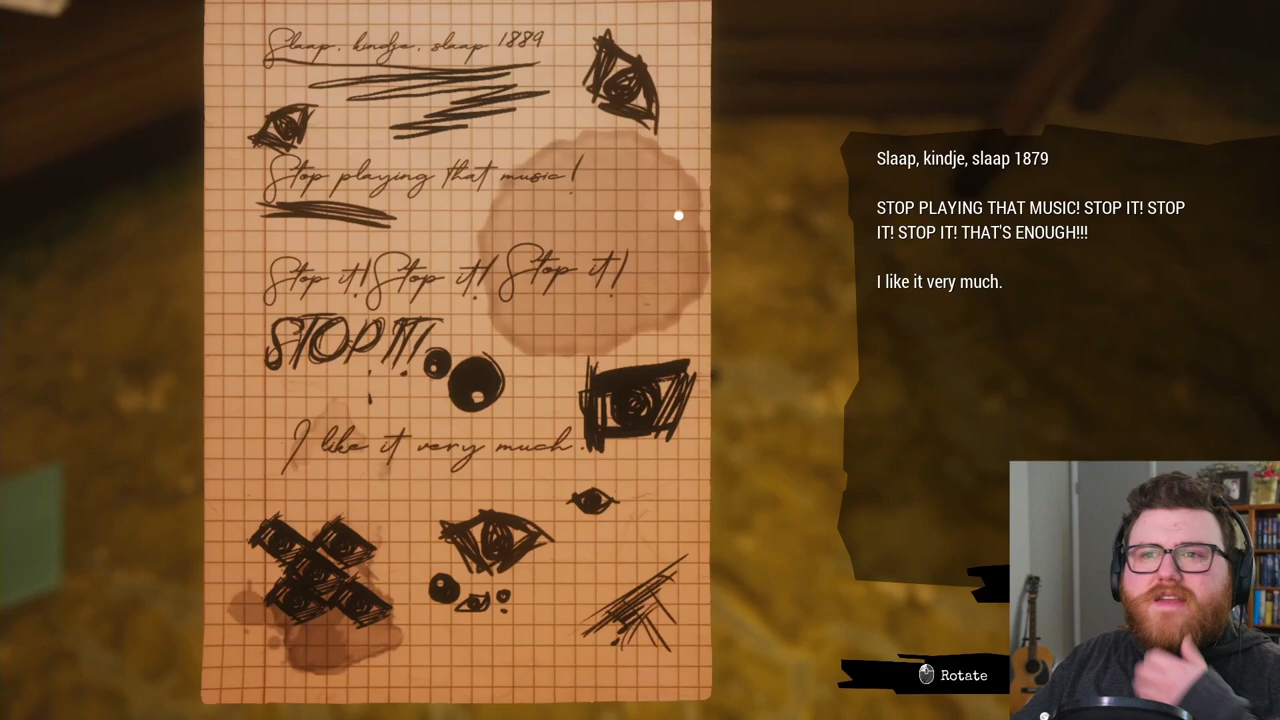 Slaap, kindje, slaap 1889
Stop playing that music!
Stop it! Stop it! Stop it!
STOP IT!
I like it very much.
Slaap, kindje, slaap 1879
STOP PLAYING THAT MUSIC! STOP IT! STOP
IT! STOP IT! THAT'S ENOUGH!!!
I like it very much.
Rotate